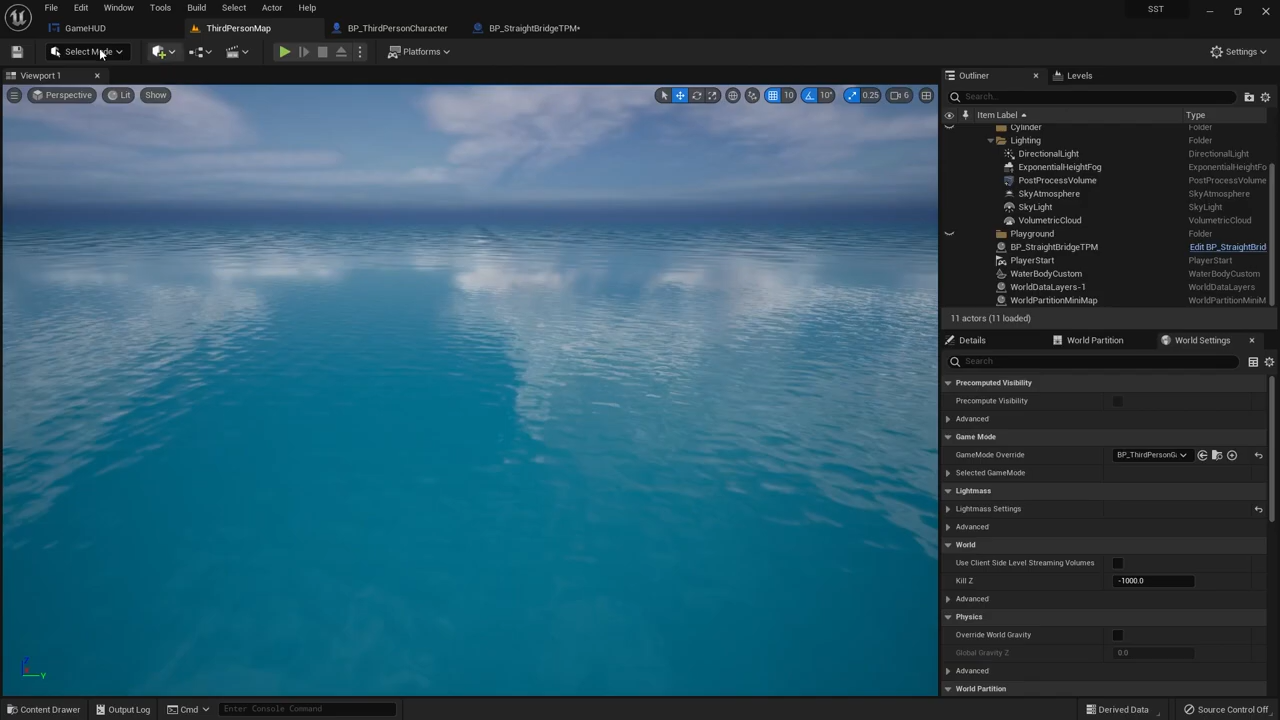 File Edit Window Tools Build Select Actor Help
SST
GameHUD ThirdPersonMap BP_ThirdPersonCharacter BP_StraightBridgeTPM*
Select Mode Platforms Settings
Viewport 1 Outliner Levels
Perspective Lit Show 10 10° 0.25 6
Search...
Item Label Type
Cylinder Folder
Lighting Folder
DirectionalLight DirectionalLight
ExponentialHeightFog ExponentialHeightFo
PostProcessVolume PostProcessVolume
SkyAtmosphere SkyAtmosphere
SkyLight SkyLight
VolumetricCloud VolumetricCloud
Playground Folder
BP_StraightBridgeTPM Edit BP_StraightBrid
PlayerStart PlayerStart
WaterBodyCustom WaterBodyCustom
WorldDataLayers-1 WorldDataLayers
WorldPartitionMiniMap WorldPartitionMiniM
11 actors (11 loaded)
Details World Partition World Settings
Search
Precomputed Visibility
Precompute Visibility
Advanced
Game Mode
GameMode Override BP_ThirdPersonGa
Selected GameMode
Lightmass
Lightmass Settings
Advanced
World
Use Client Side Level Streaming Volumes
Kill Z -1000.0
Advanced
Physics
Override World Gravity
Global Gravity Z 0.0
Advanced
World Partition
Z Y
Content Drawer Output Log Cmd Enter Console Command Derived Data Source Control Off